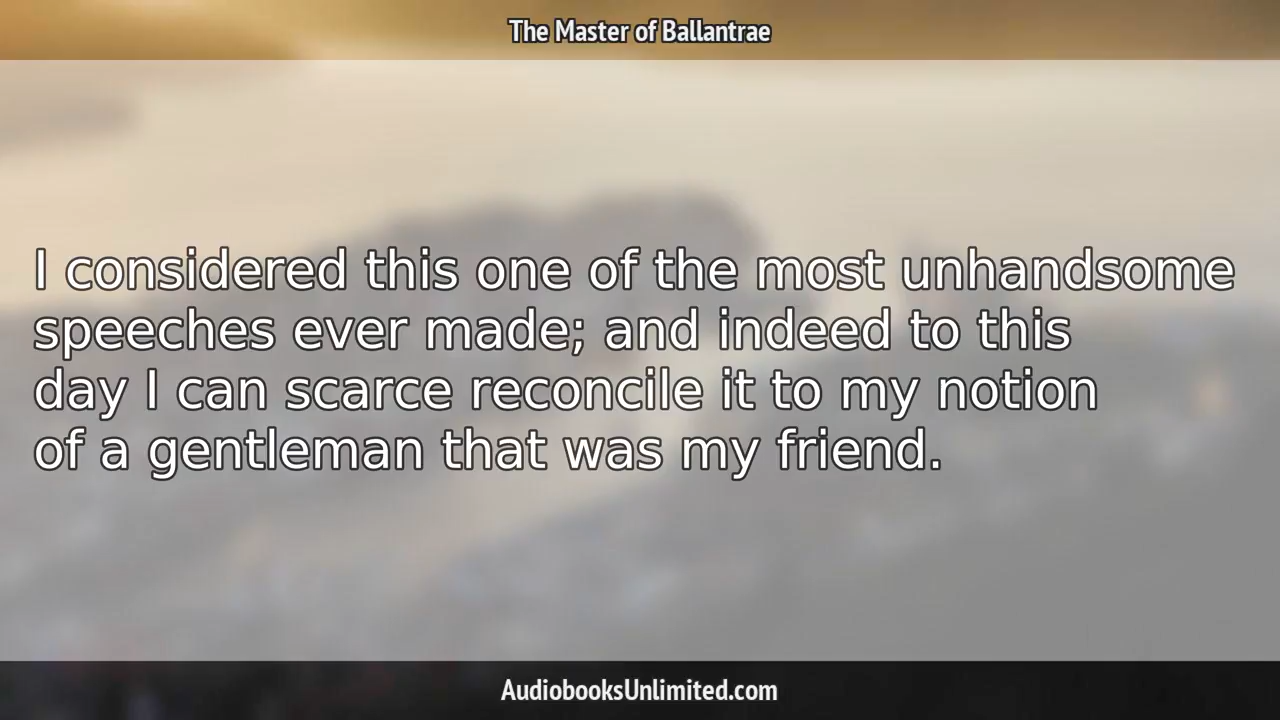 The Master of Ballantrae
I considered this one of the most unhandsome
speeches ever made; and indeed to this
day I can scarce reconcile it to my notion
of a gentleman that was my friend.
AudiobooksUnlimited.com